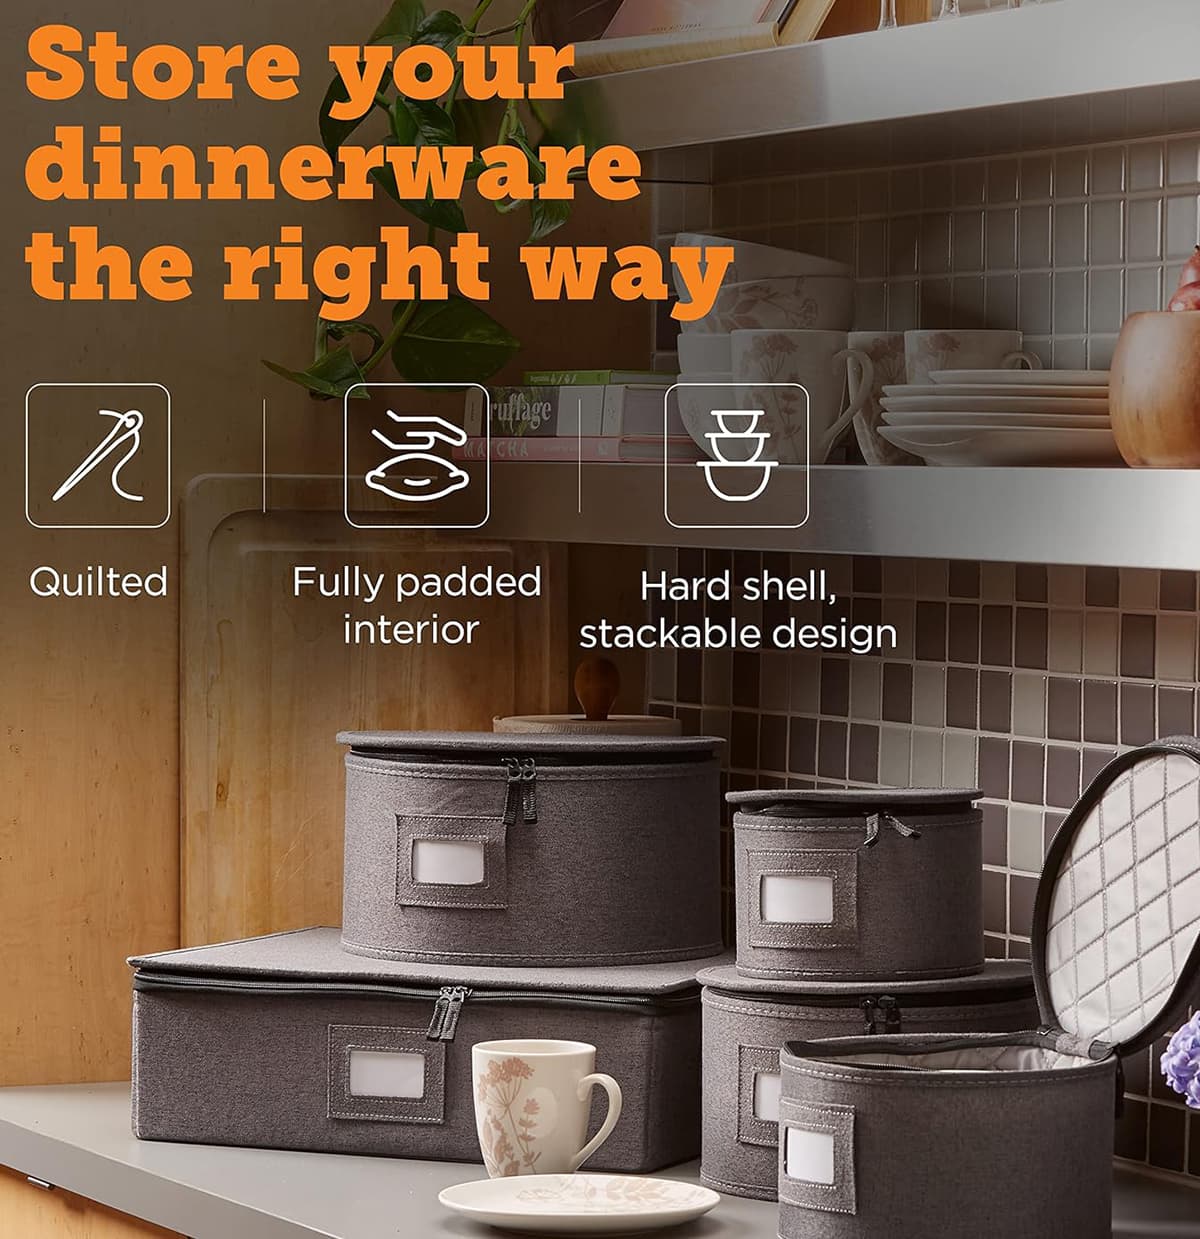 Store your
dinnerware
the right way
ruffage
MATCHA
Quilted
Fully padded
interior
Hard shell,
stackable design